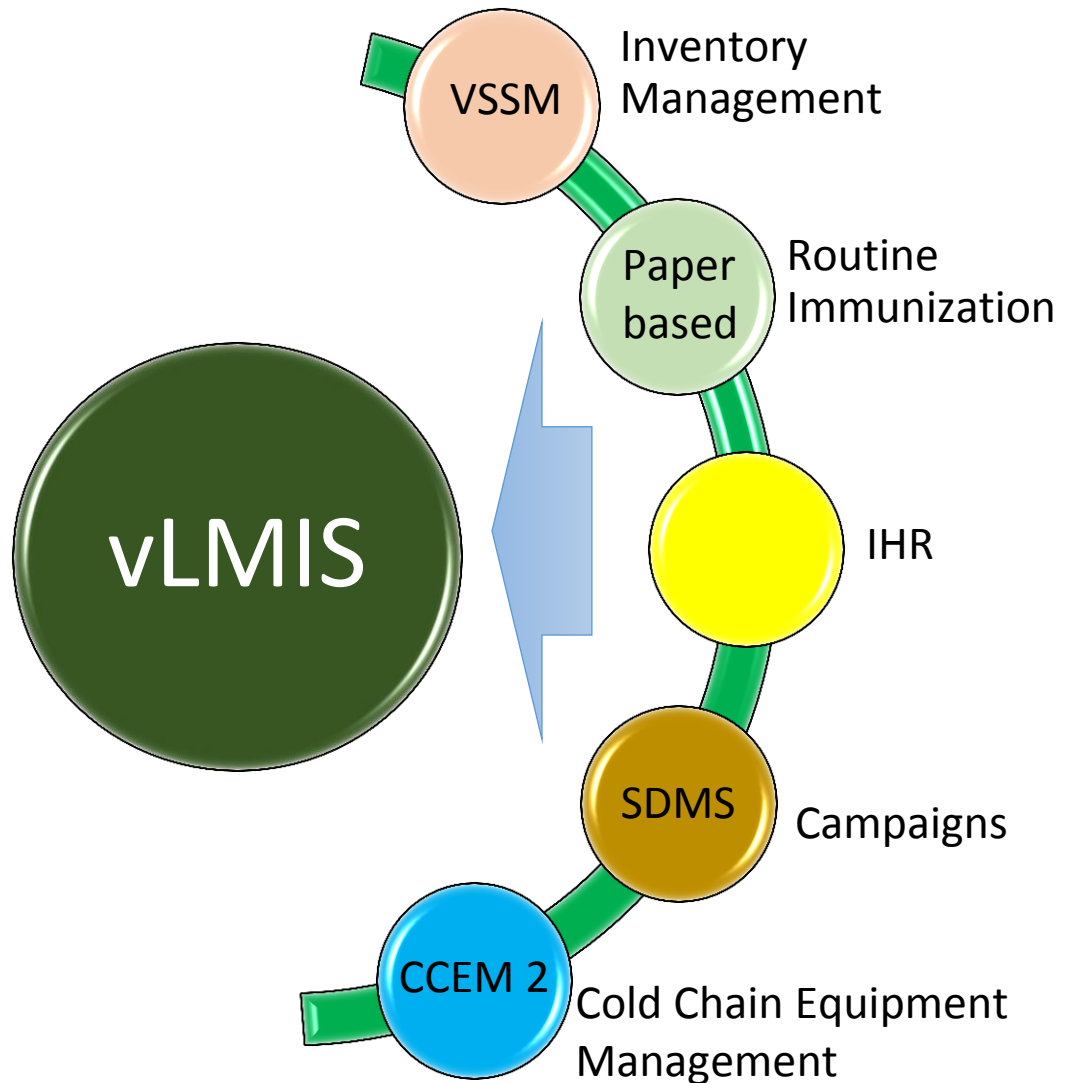 VSSM
Inventory
Management
Paper
based
Routine
Immunization
vLMIS
IHR
SDMS
Campaigns
CCEM 2
Cold Chain Equipment
Management